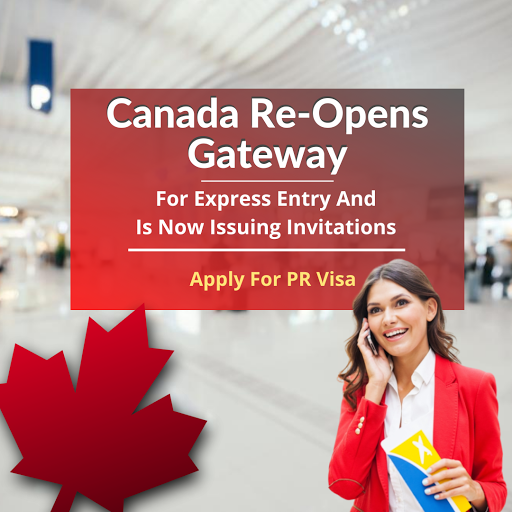 Canada Re-Opens
Gateway
For Express Entry And
Is Now Issuing Invitations
Apply For PR Visa
P